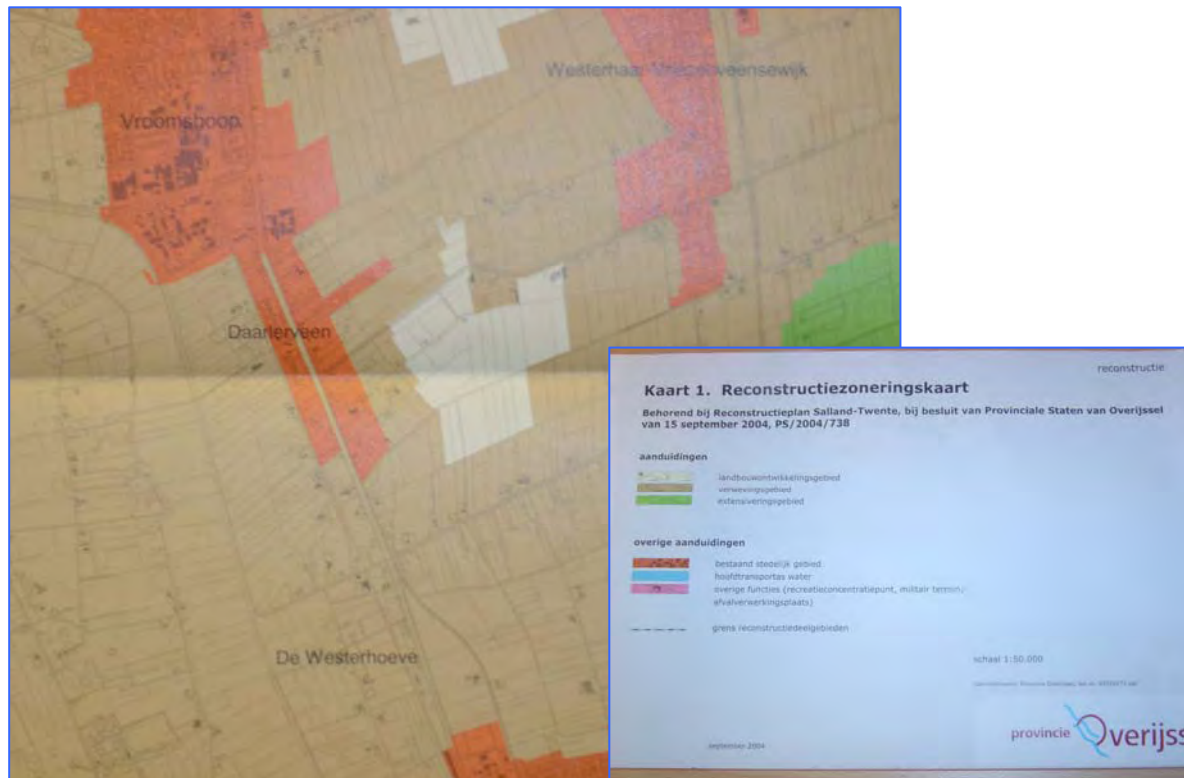 Vroomshoop
Westerhaar-Vriezenveensewijk
Daarlerveen
De Westerhoeve
reconstructie
Kaart 1. Reconstructiezoneringskaart
Behorend bij Reconstructieplan Salland-Twente, bij besluit van Provinciale Staten van Overijssel
van 15 september 2004, PS/2004/738
aanduidingen
landbouwontwikkelingsgebied
verwevingsgebied
extensiveringsgebied
overige aanduidingen
bestaand stedelijk gebied
hoofdtransportas water
overige functies (recreatieconcentratiepunt, militair terrein,
afvalverwerkingsplaats)
grens reconstructiedeelgebieden
schaal 1:50.000
september 2004
provincie Overijss